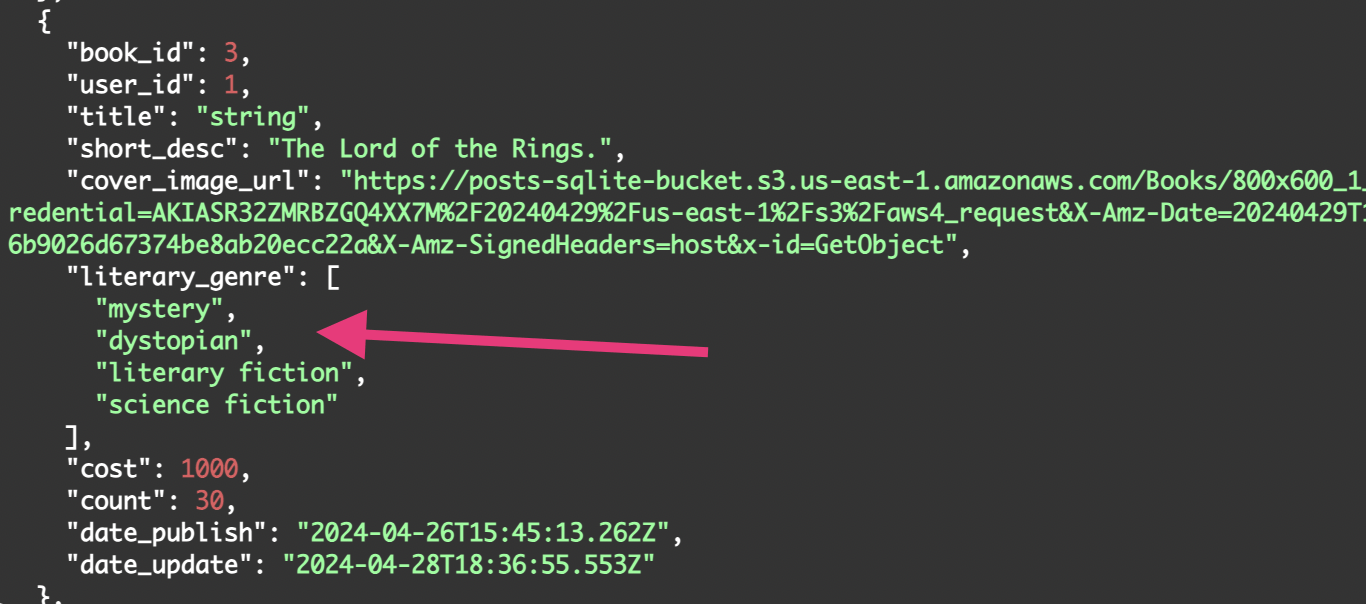 {
"book_id": 3,
"user_id": 1,
"title": "string",
"short_desc": "The Lord of the Rings.",
"cover_image_url": "https://posts-sqlite-bucket.s3.us-east-1.amazonaws.com/Books/800x600_1_
redential=AKIASR32ZMRBZGQ4XX7M%2F20240429%2Fus-east-1%2Fs3%2Faws4_request&X-Amz-Date=20240429T1
6b9026d67374be8ab20ecc22a&X-Amz-SignedHeaders=host&x-id=GetObject",
"literary_genre": [
"mystery",
"dystopian",
"literary fiction",
"science fiction"
],
"cost": 1000,
"count": 30,
"date_publish": "2024-04-26T15:45:13.262Z",
"date_update": "2024-04-28T18:36:55.553Z"
},